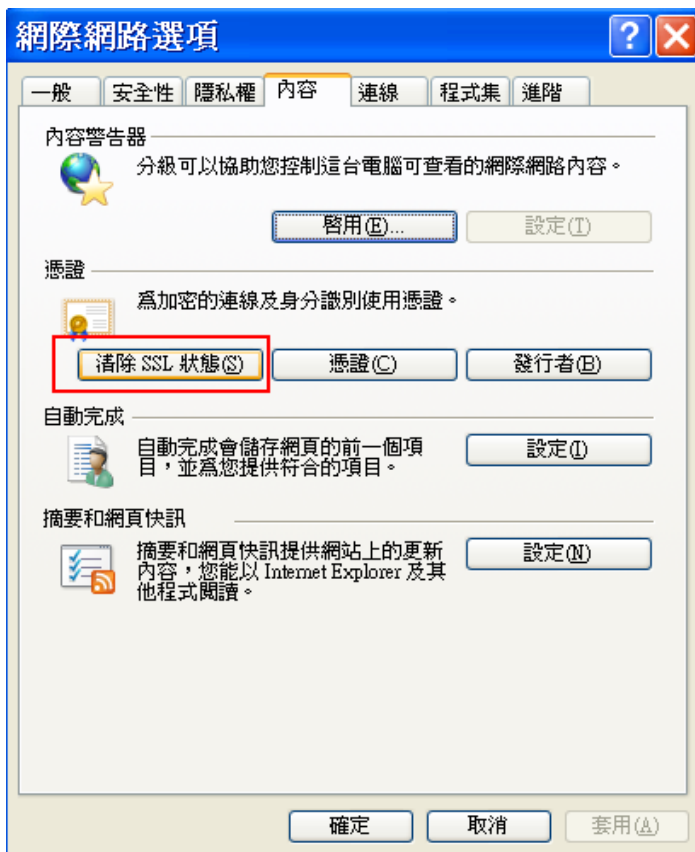 網際網路選項
一般 安全性 隱私權 內容 連線 程式集 進階
內容警告器
分級可以協助您控制這台電腦可查看的網際網路內容。
啓用(E)... 設定(T)
憑證
爲加密的連線及身分識別使用憑證。
清除 SSL 狀態(S) 憑證(C) 發行者(B)
自動完成
自動完成會儲存網頁的前一個項
目，並爲您提供符合的項目。
設定(I)
摘要和網頁快訊
摘要和網頁快訊提供網站上的更新
內容，您能以 Internet Explorer 及其
他程式閱讀。
設定(N)
確定 取消 套用(A)